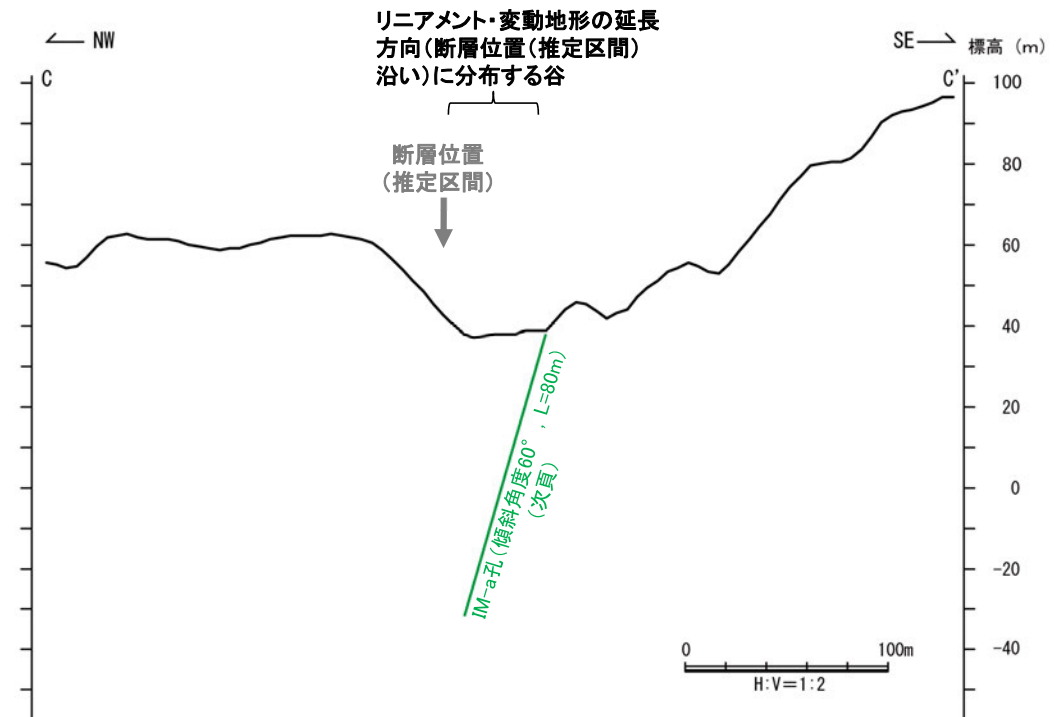 リニアメント・変動地形の延長
方向（断層位置（推定区間）
沿い）に分布する谷
NW
SE
標高（m）
C
C'
断層位置
（推定区間）
100
80
60
40
20
0
-20
-40
IM-a孔（傾斜角度60°，L=80m）
（次頁）
0
100m
H:V=1:2